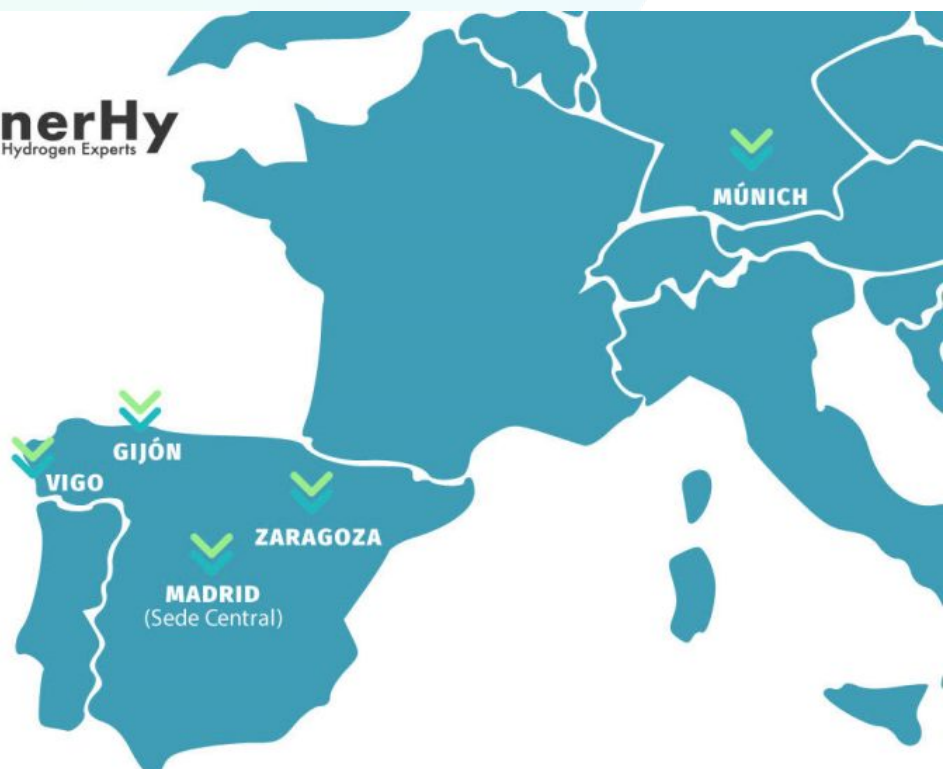 nerHy
Hydrogen Experts
MÚNICH
GIJÓN
VIGO
ZARAGOZA
MADRID
(Sede Central)